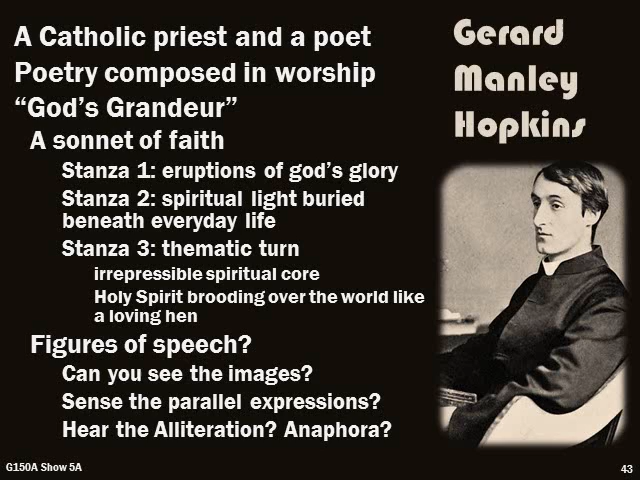 A Catholic priest and a poet
Poetry composed in worship
“God’s Grandeur”
A sonnet of faith
Stanza 1: eruptions of god’s glory
Stanza 2: spiritual light buried
beneath everyday life
Stanza 3: thematic turn
irrepressible spiritual core
Holy Spirit brooding over the world like
a loving hen
Figures of speech?
Can you see the images?
Sense the parallel expressions?
Hear the Alliteration? Anaphora?
Gerard
Manley
Hopkins
G150A Show 5A
43